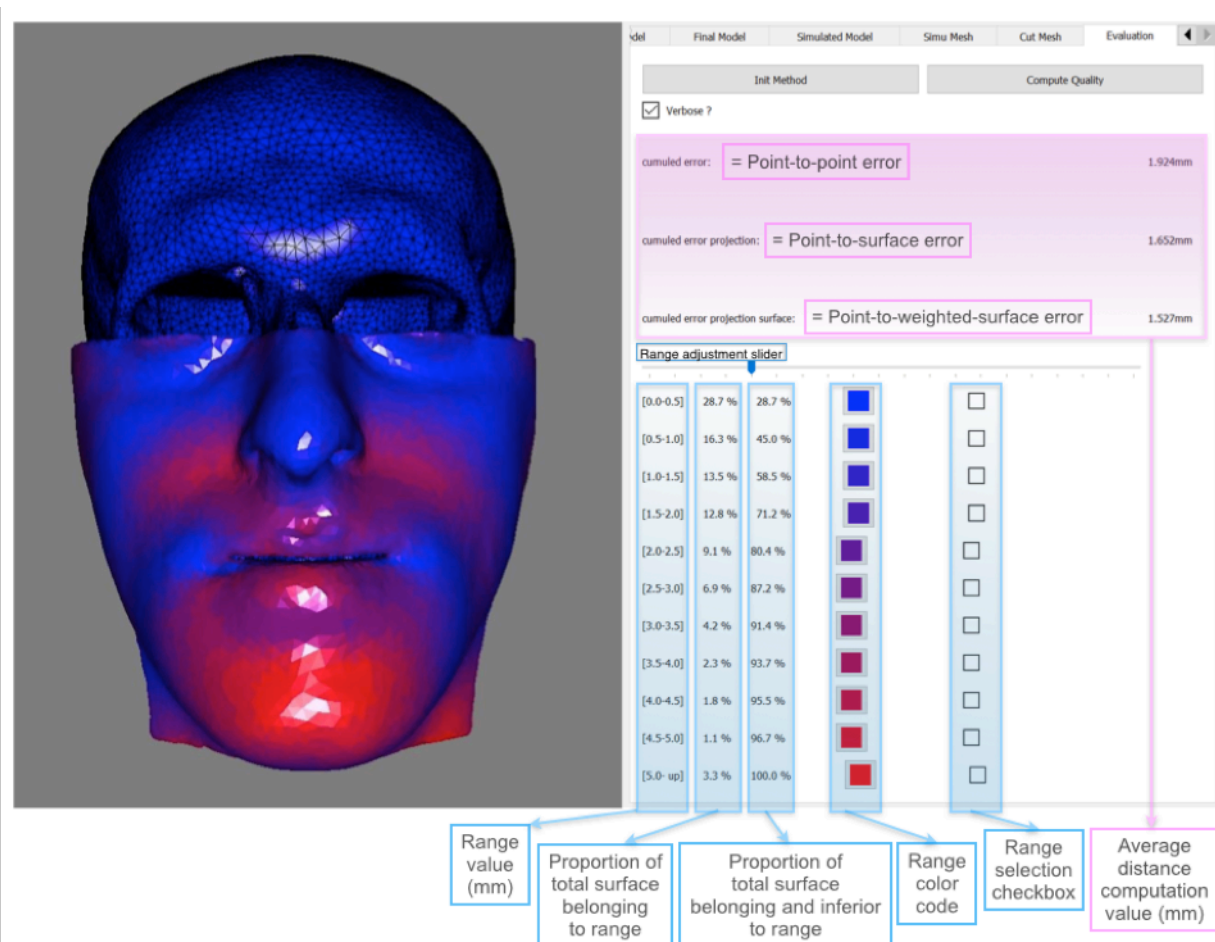 del Final Model Simulated Model Simu Mesh Cut Mesh Evaluation
Init Method Compute Quality
Verbose ?
cumuled error: = Point-to-point error 1.924mm
cumuled error projection: = Point-to-surface error 1.652mm
cumuled error projection surface: = Point-to-weighted-surface error 1.527mm
Range adjustment slider
[0.0-0.5] 28.7 % 28.7 %
[0.5-1.0] 16.3 % 45.0 %
[1.0-1.5] 13.5 % 58.5 %
[1.5-2.0] 12.8 % 71.2 %
[2.0-2.5] 9.1 % 80.4 %
[2.5-3.0] 6.9 % 87.2 %
[3.0-3.5] 4.2 % 91.4 %
[3.5-4.0] 2.3 % 93.7 %
[4.0-4.5] 1.8 % 95.5 %
[4.5-5.0] 1.1 % 96.7 %
[5.0- up] 3.3 % 100.0 %
Range
value
(mm)
Proportion of
total surface
belonging
to range
Proportion of
total surface
belonging and inferior
to range
Range
color
code
Range
selection
checkbox
Average
distance
computation
value (mm)